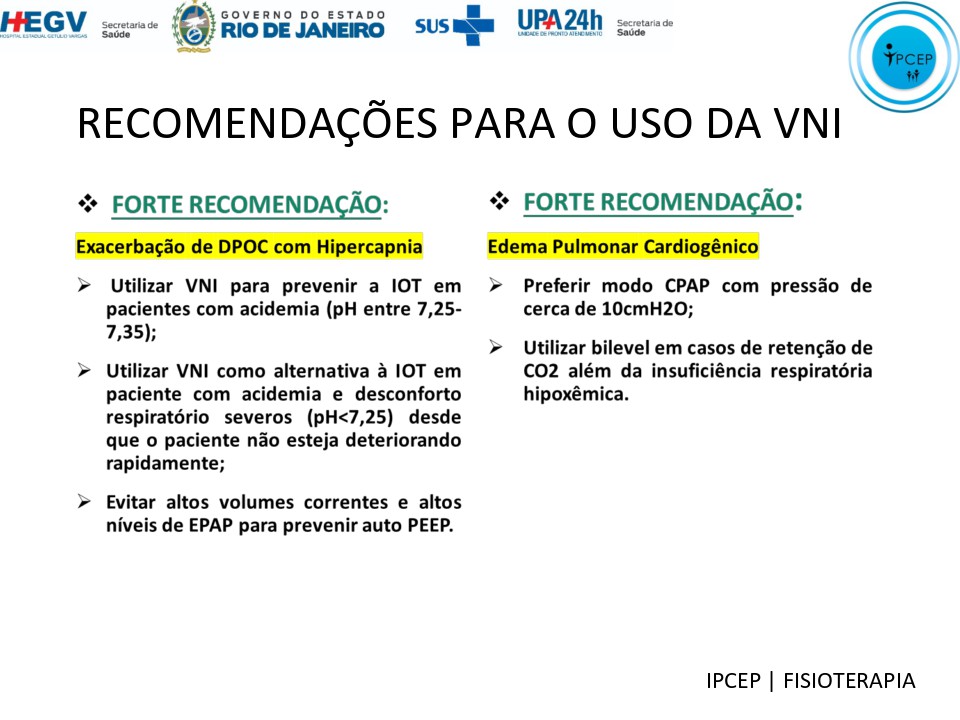 HEGV
HOSPITAL ESTADUAL GETULIO VARGAS
Secretaria de
Saúde
GOVERNO DO ESTADO
RIO DE JANEIRO
SUS
UPA 24h
UNIDADE DE PRONTO ATENDIMENTO
Secretaria de
Saúde
IPCEP
RECOMENDAÇÕES PARA O USO DA VNI
❖ FORTE RECOMENDAÇÃO:
Exacerbação de DPOC com Hipercapnia
➢ Utilizar VNI para prevenir a IOT em
pacientes com acidemia (pH entre 7,25-
7,35);
➢ Utilizar VNI como alternativa à IOT em
paciente com acidemia e desconforto
respiratório severos (pH<7,25) desde
que o paciente não esteja deteriorando
rapidamente;
➢ Evitar altos volumes correntes e altos
níveis de EPAP para prevenir auto PEEP.
❖ FORTE RECOMENDAÇÃO:
Edema Pulmonar Cardiogênico
➢ Preferir modo CPAP com pressão de
cerca de 10cmH2O;
➢ Utilizar bilevel em casos de retenção de
CO2 além da insuficiência respiratória
hipoxêmica.
IPCEP | FISIOTERAPIA